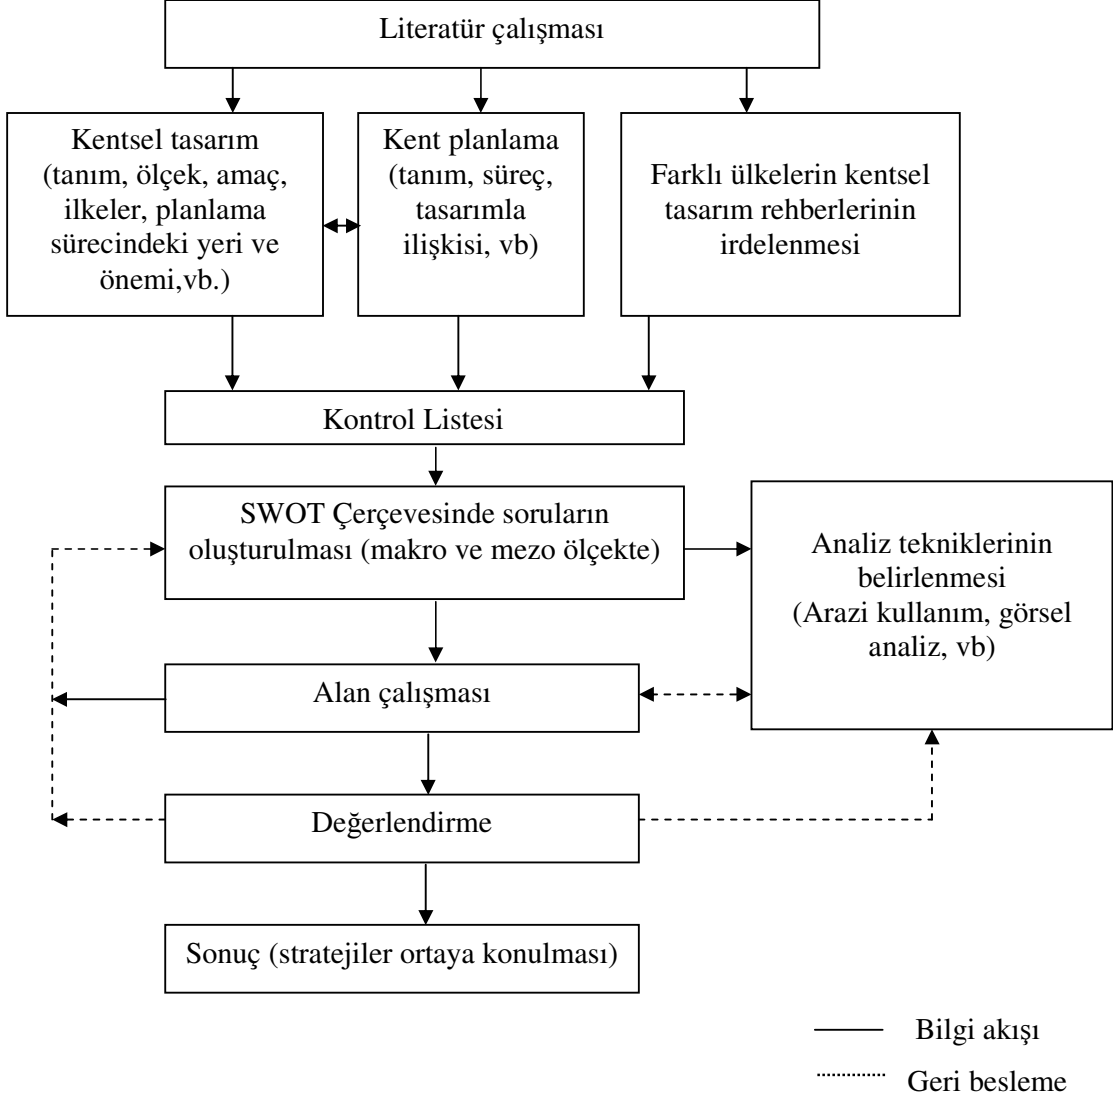 Literatür çalışması
Kentsel tasarım
(tanım, ölçek, amaç,
ilkeler, planlama
sürecindeki yeri ve
önemi,vb.)
Kent planlama
(tanım, süreç,
tasarımla
ilişkisi, vb)
Farklı ülkelerin kentsel
tasarım rehberlerinin
irdelenmesi
Kontrol Listesi
SWOT Çerçevesinde soruların
oluşturulması (makro ve mezo ölçekte)
Analiz tekniklerinin
belirlenmesi
(Arazi kullanım, görsel
analiz, vb)
Alan çalışması
Değerlendirme
Sonuç (stratejiler ortaya konulması)
Bilgi akışı
Geri besleme